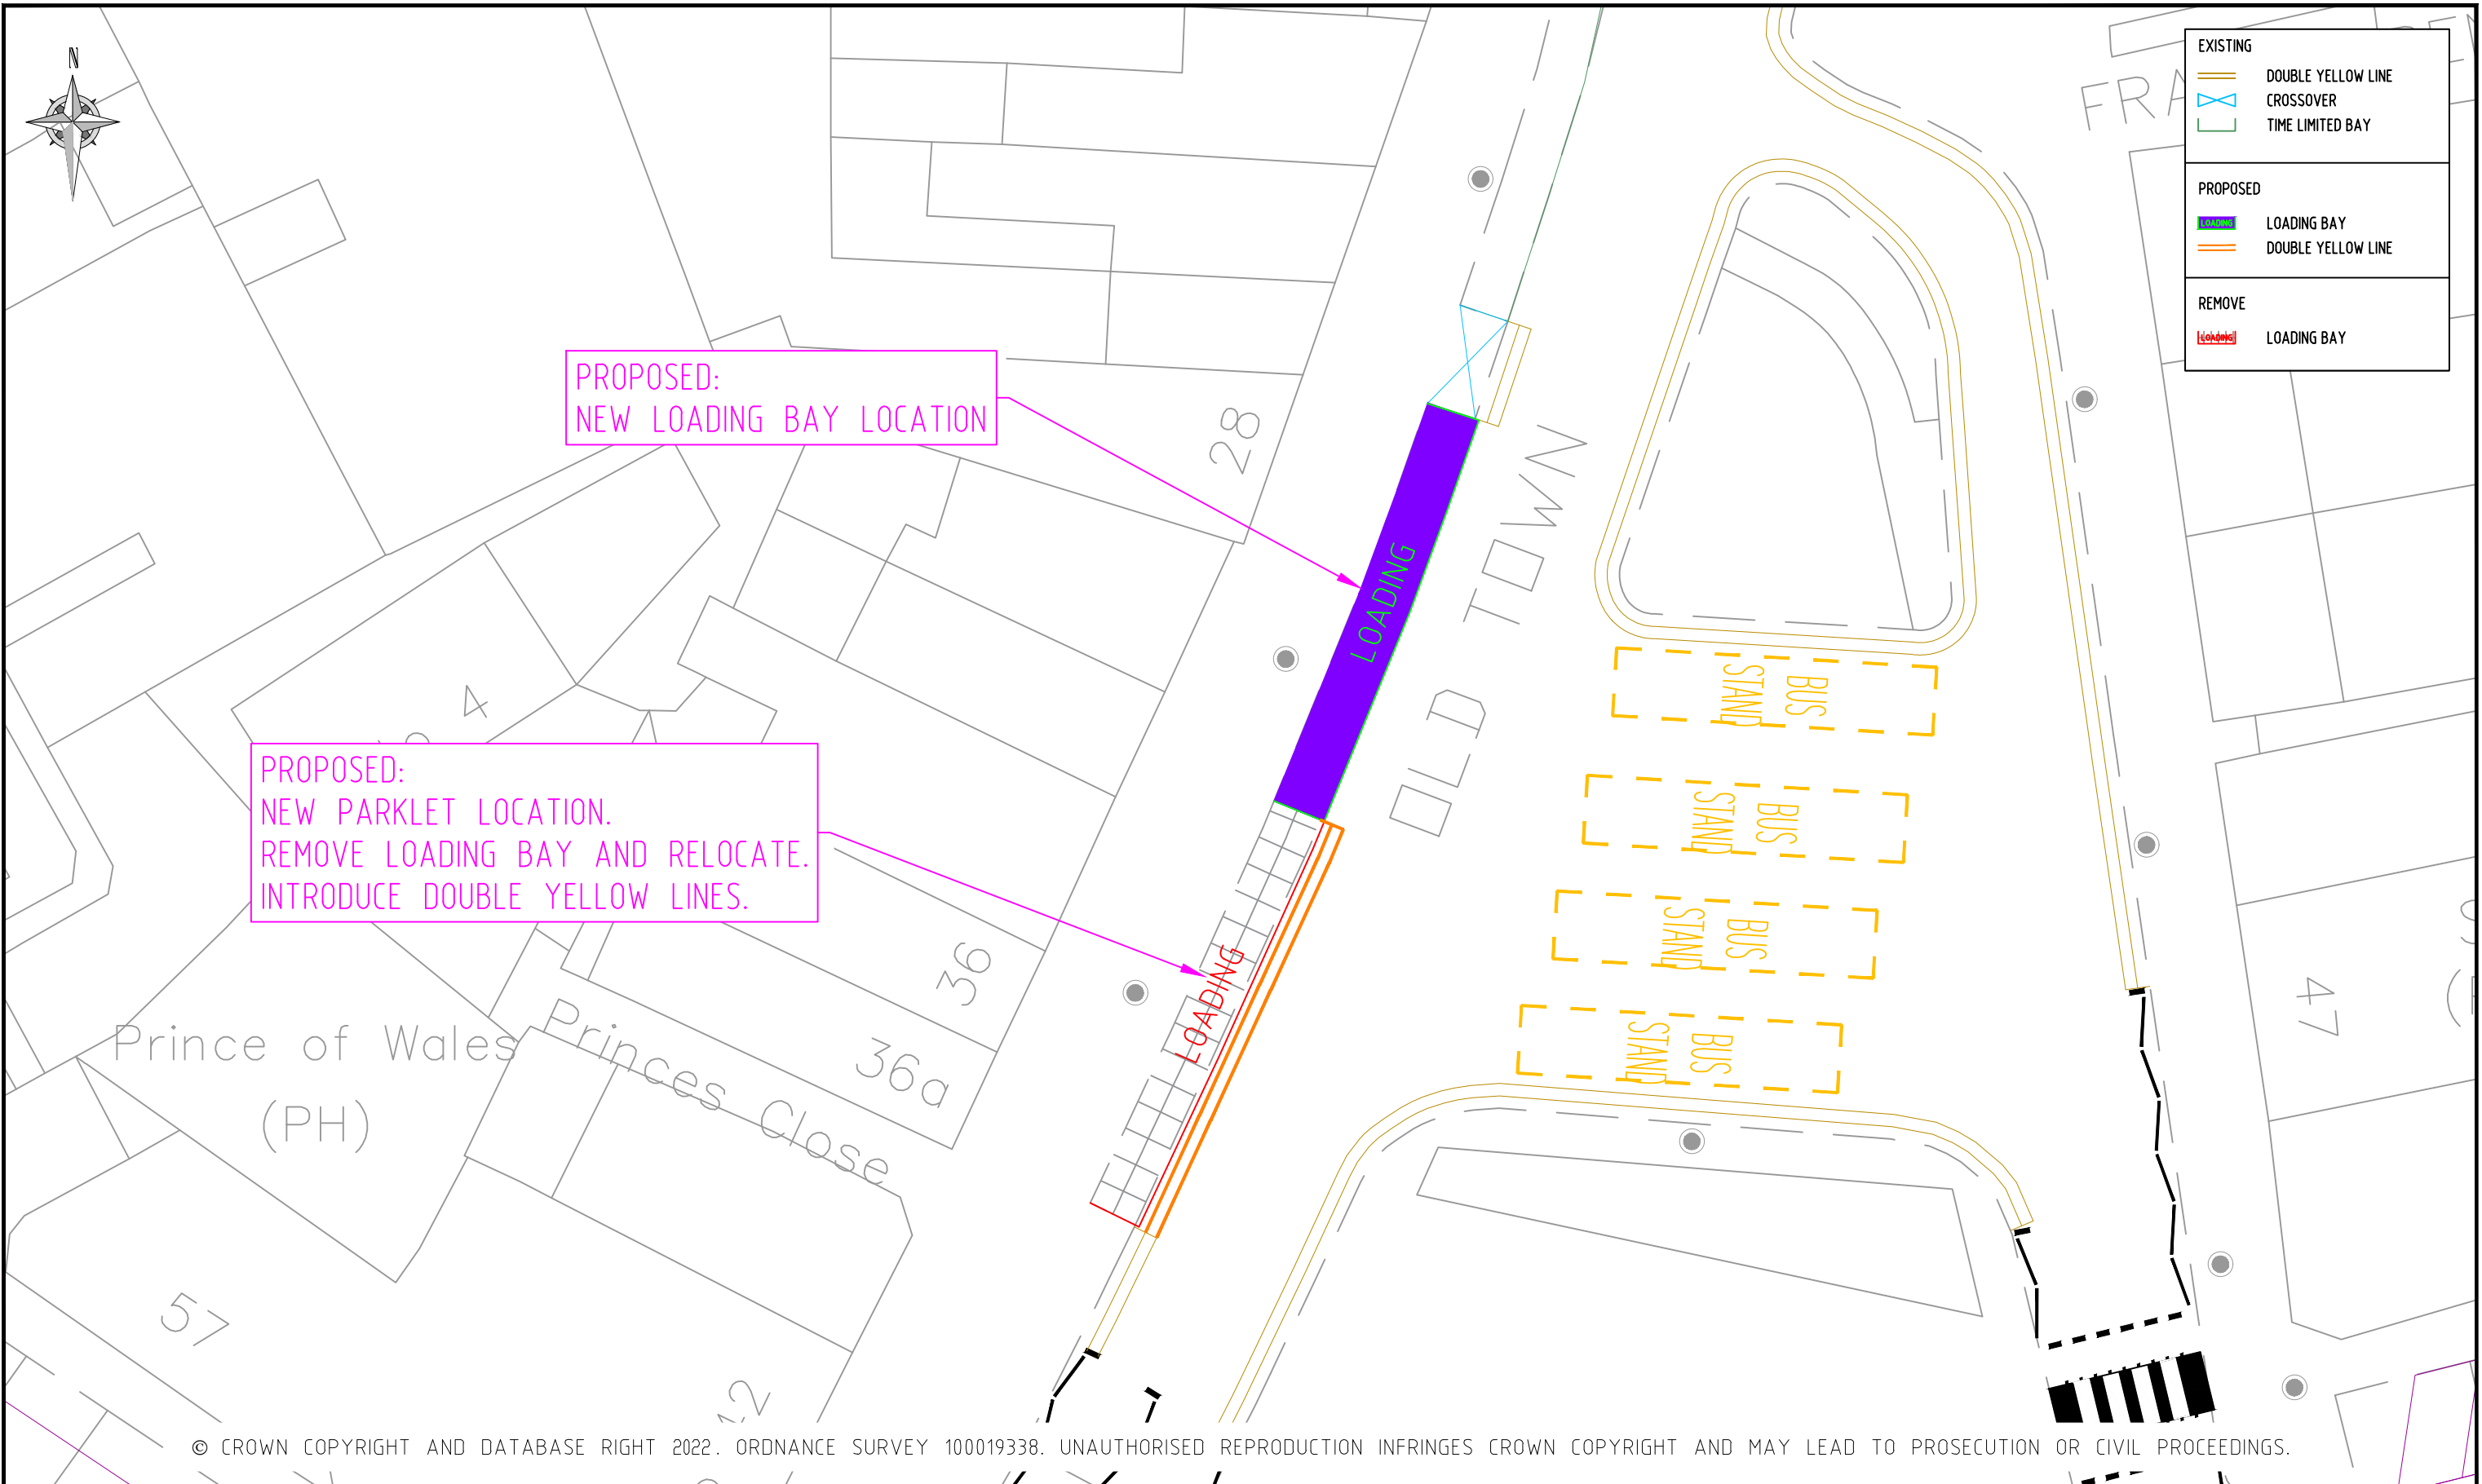 N
EXISTING
DOUBLE YELLOW LINE
CROSSOVER
TIME LIMITED BAY
PROPOSED
LOADING
LOADING BAY
DOUBLE YELLOW LINE
REMOVE
LOADING
LOADING BAY
PROPOSED:
NEW LOADING BAY LOCATION
28
OLD TOWN
LOADING
BUS
STAND
BUS
STAND
BUS
STAND
BUS
STAND
4
PROPOSED:
NEW PARKLET LOCATION.
REMOVE LOADING BAY AND RELOCATE.
INTRODUCE DOUBLE YELLOW LINES.
LOADING
36
36a
Prince of Wales
(PH)
Princes Close
47
57
42
© CROWN COPYRIGHT AND DATABASE RIGHT 2022. ORDNANCE SURVEY 100019338. UNAUTHORISED REPRODUCTION INFRINGES CROWN COPYRIGHT AND MAY LEAD TO PROSECUTION OR CIVIL PROCEEDINGS.